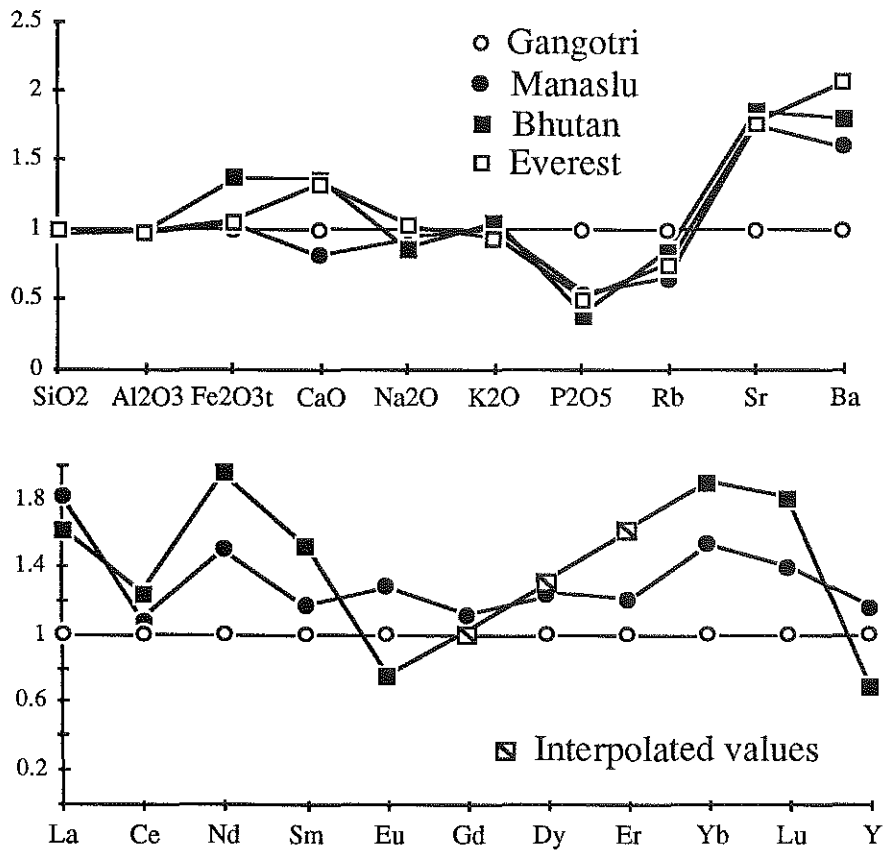 2.5
Gangotri
2
Manaslu
Bhutan
1.5
Everest
1
0.5
0
SiO2 Al2O3 Fe2O3t CaO Na2O K2O P2O5 Rb Sr Ba
1.8
1.4
1
0.6
Interpolated values
0.2
La Ce Nd Sm Eu Gd Dy Er Yb Lu Y